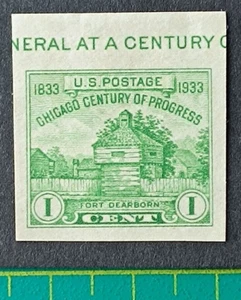 NERAL AT A CENTURY
U.S. POSTAGE
1833 1933
CHICAGO CENTURY OF PROGRESS
FORT DEARBORN
1 CENT 1